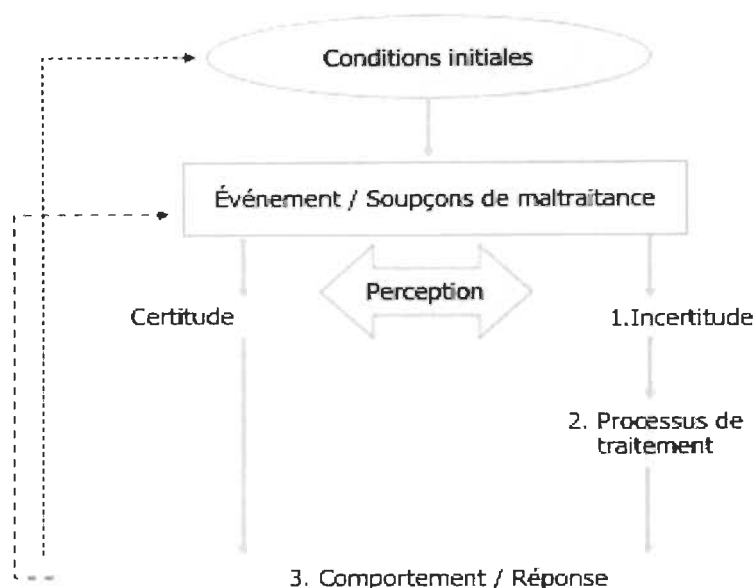 Conditions initiales
Événement / Soupçons de maltraitance
Perception
Certitude
1.Incertitude
2. Processus de
traitement
3. Comportement / Réponse